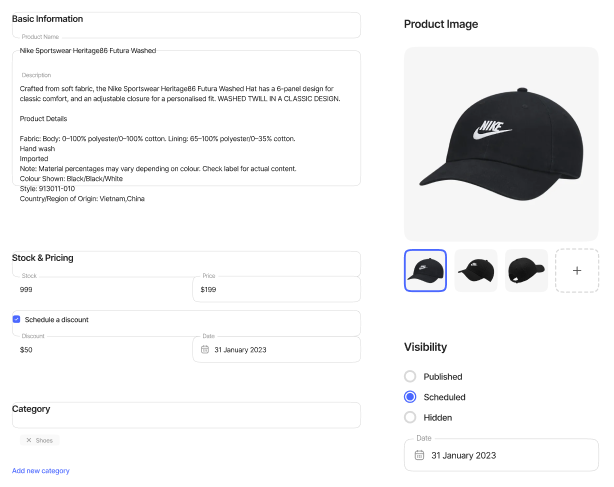 Basic Information
Product Name
Nike Sportswear Heritage86 Futura Washed
Description
Crafted from soft fabric, the Nike Sportswear Heritage86 Futura Washed Hat has a 6-panel design for
classic comfort, and an adjustable closure for a personalised fit. WASHED TWILL IN A CLASSIC DESIGN.
Product Details
Fabric: Body: 0–100% polyester/0–100% cotton. Lining: 65–100% polyester/0–35% cotton.
Hand wash
Imported
Note: Material percentages may vary depending on colour. Check label for actual content.
Colour Shown: Black/Black/White
Style: 913011-010
Country/Region of Origin: Vietnam,China
Stock & Pricing
Stock
999
Price
$199
Schedule a discount
Discount
$50
Date
31 January 2023
Category
Shoes
Add new category
Product Image
NIKE
Visibility
Published
Scheduled
Hidden
Date
31 January 2023